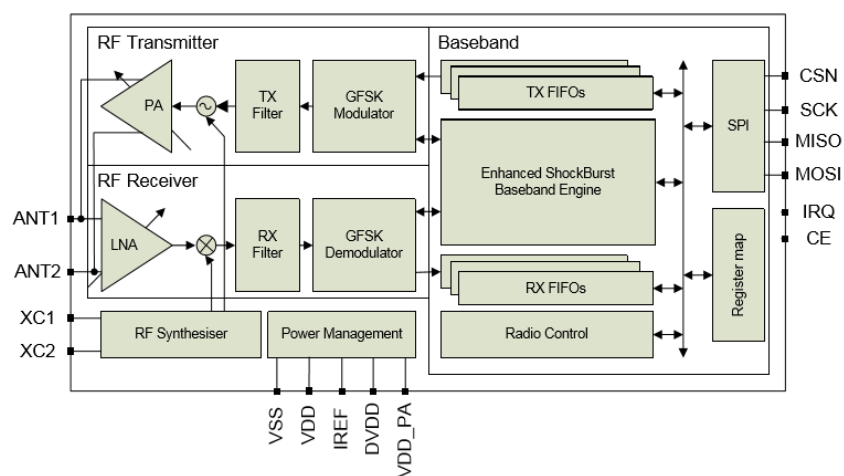 RF Transmitter
Baseband
PA
TX
Filter
GFSK
Modulator
TX FIFOs
SPI
CSN
SCK
MISO
MOSI
Enhanced ShockBurst
Baseband Engine
RF Receiver
ANT1
LNA
RX
Filter
GFSK
Demodulator
IRQ
CE
ANT2
RX FIFOs
Register map
XC1
XC2
RF Synthesiser
Power Management
Radio Control
VSS
VDD
IREF
DVDD
VDD_PA